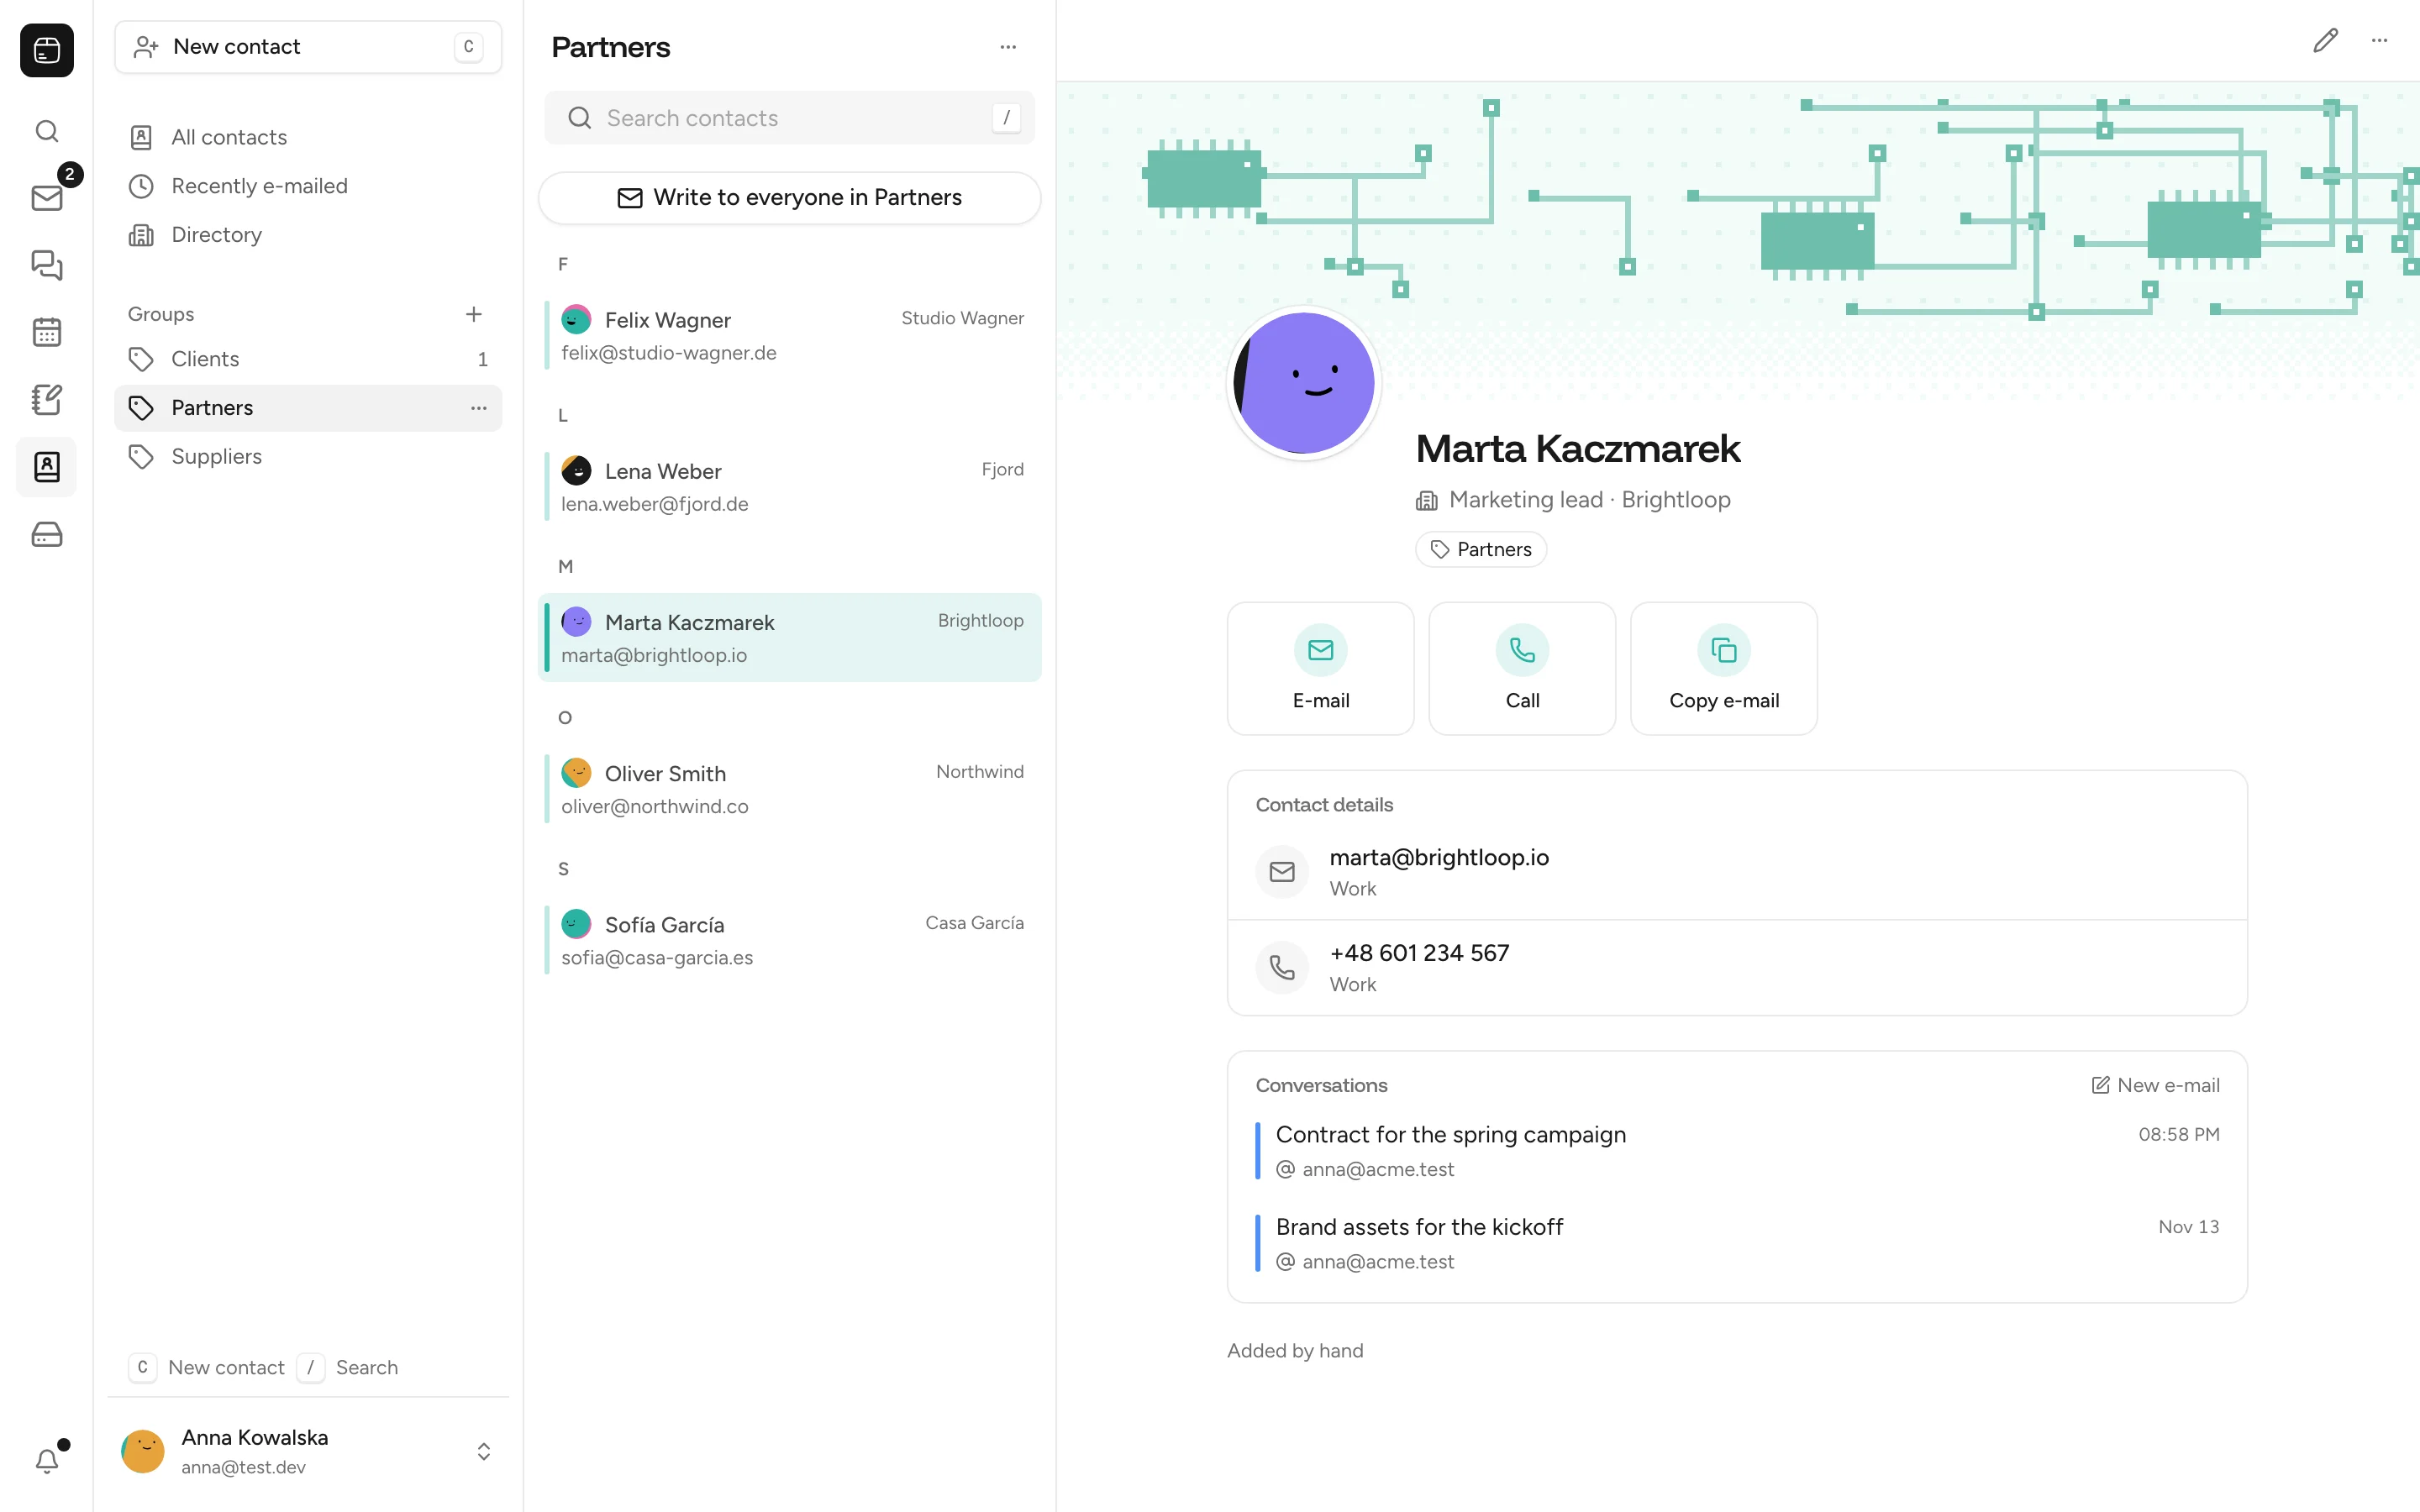 New contact C
All contacts
Recently e-mailed
Directory
Groups
Clients 1
Partners
Suppliers
C New contact / Search
Anna Kowalska
anna@test.dev
2
Partners
Search contacts /
Write to everyone in Partners
F
Felix Wagner Studio Wagner
felix@studio-wagner.de
L
Lena Weber Fjord
lena.weber@fjord.de
M
Marta Kaczmarek Brightloop
marta@brightloop.io
O
Oliver Smith Northwind
oliver@northwind.co
S
Sofía García Casa García
sofia@casa-garcia.es
Marta Kaczmarek
Marketing lead · Brightloop
Partners
E-mail
Call
Copy e-mail
Contact details
marta@brightloop.io
Work
+48 601 234 567
Work
Conversations New e-mail
Contract for the spring campaign 08:58 PM
@ anna@acme.test
Brand assets for the kickoff Nov 13
@ anna@acme.test
Added by hand